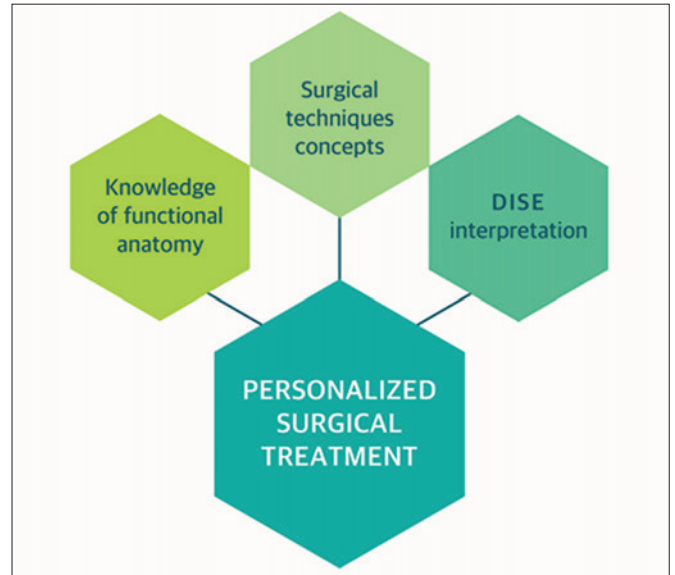 Surgical
techniques
concepts
Knowledge
of functional
anatomy
DISE
interpretation
PERSONALIZED
SURGICAL
TREATMENT